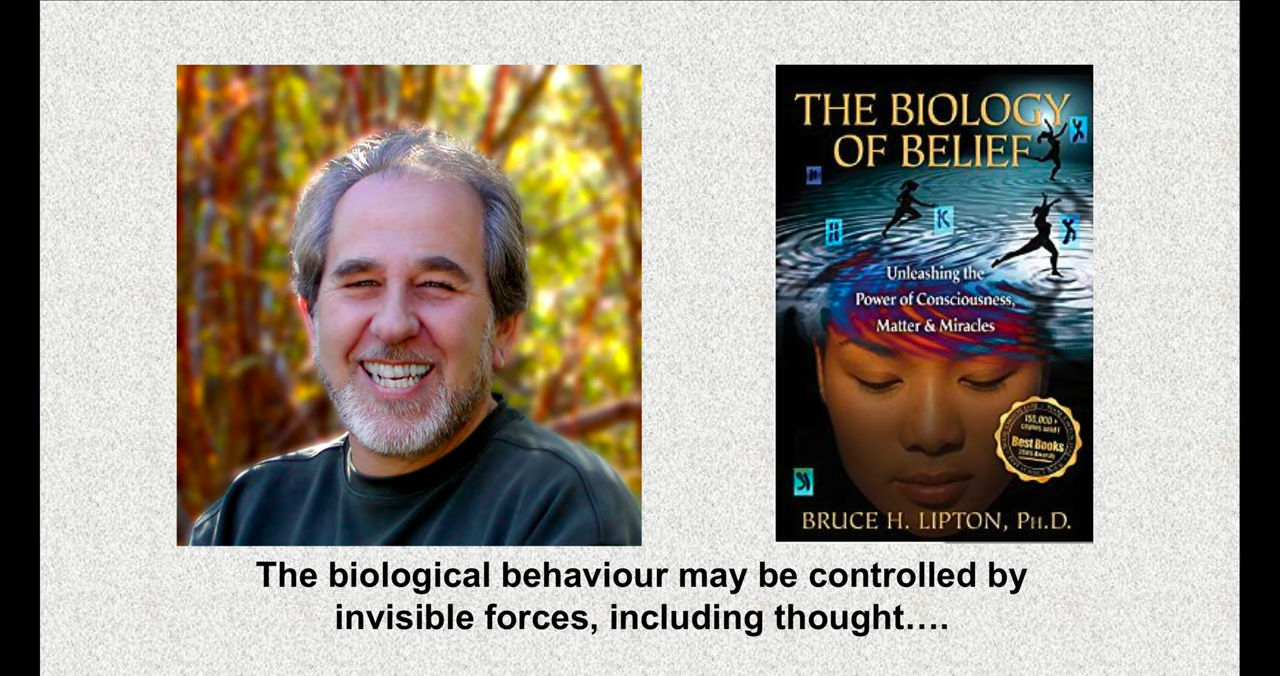 THE BIOLOGY
OF BELIEF
Unleashing the
Power of Consciousness,
Matter & Miracles
Best Books
BRUCE H. LIPTON, PH.D.
The biological behaviour may be controlled by
invisible forces, including thought....